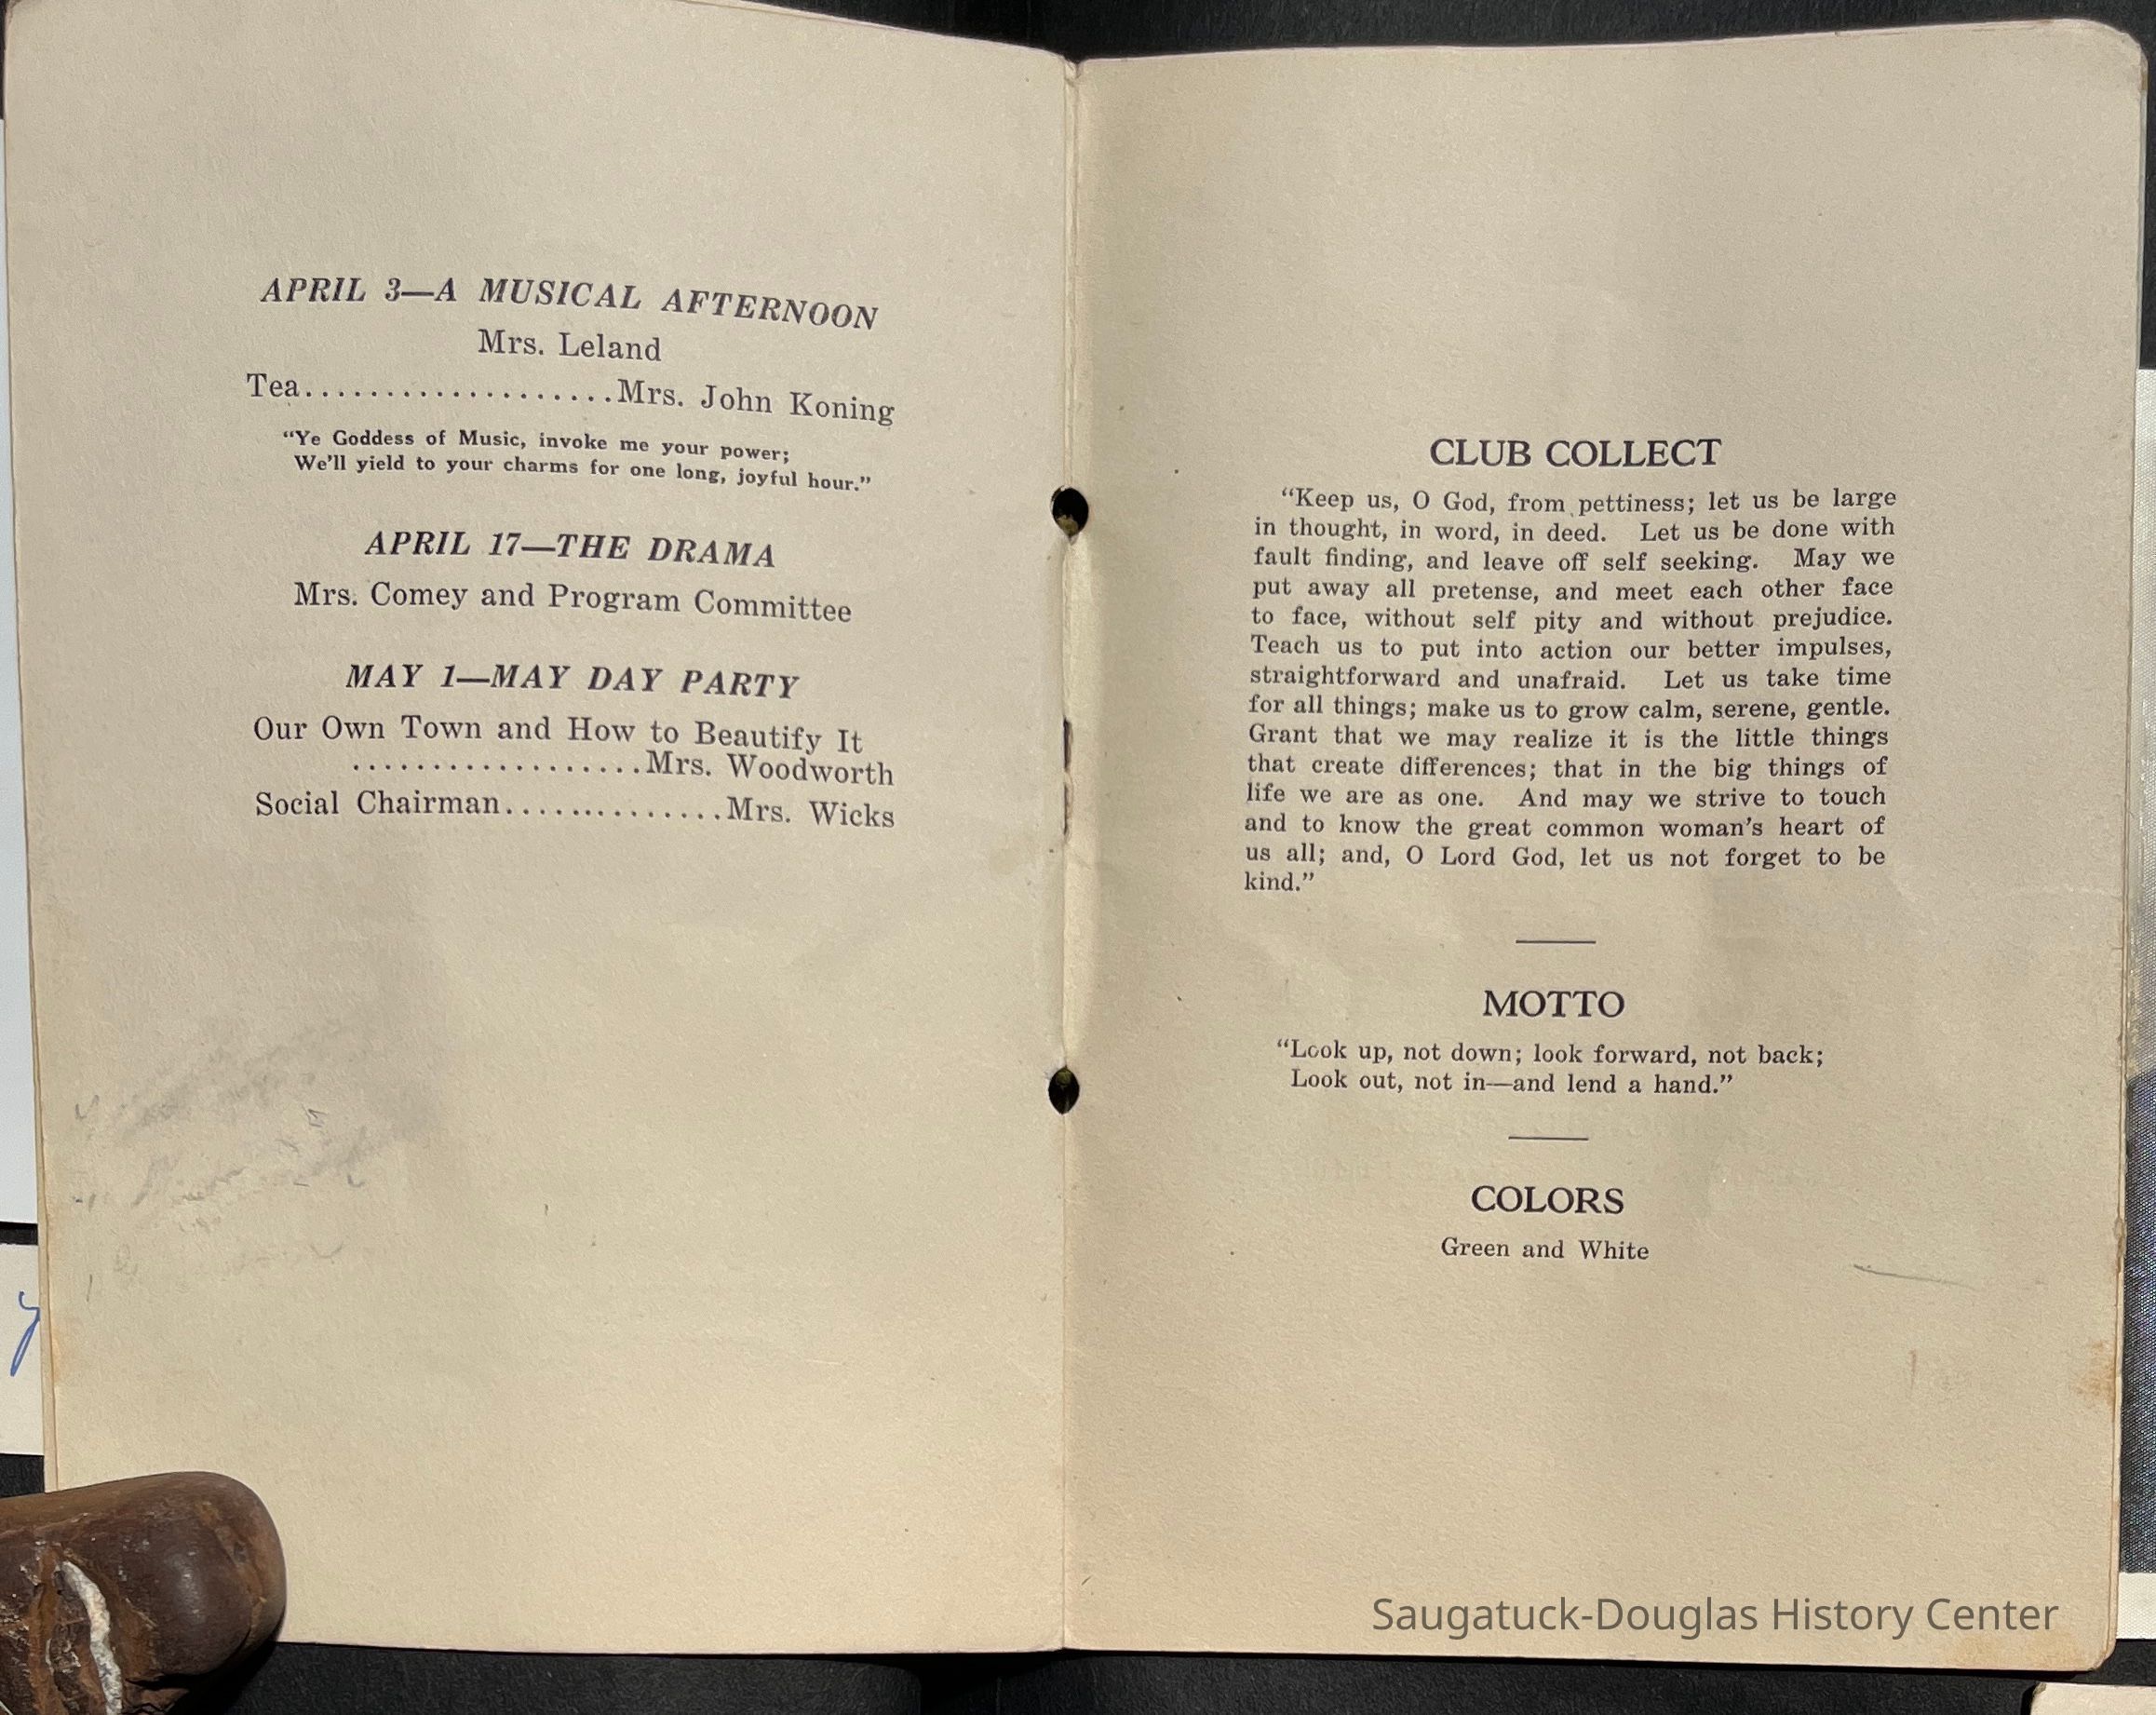 APRIL 3—A MUSICAL AFTERNOON
Mrs. Leland
Tea...................Mrs. John Koning
“Ye Goddess of Music, invoke me your power;
We’ll yield to your charms for one long, joyful hour.”
APRIL 17—THE DRAMA
Mrs. Comey and Program Committee
MAY 1—MAY DAY PARTY
Our Own Town and How to Beautify It
..................Mrs. Woodworth
Social Chairman..............Mrs. Wicks
CLUB COLLECT
“Keep us, O God, from pettiness; let us be large
in thought, in word, in deed. Let us be done with
fault finding, and leave off self seeking. May we
put away all pretense, and meet each other face
to face, without self pity and without prejudice.
Teach us to put into action our better impulses,
straightforward and unafraid. Let us take time
for all things; make us to grow calm, serene, gentle.
Grant that we may realize it is the little things
that create differences; that in the big things of
life we are as one. And may we strive to touch
and to know the great common woman’s heart of
us all; and, O Lord God, let us not forget to be
kind.”
MOTTO
“Look up, not down; look forward, not back;
Look out, not in—and lend a hand.”
COLORS
Green and White
Saugatuck-Douglas History Center